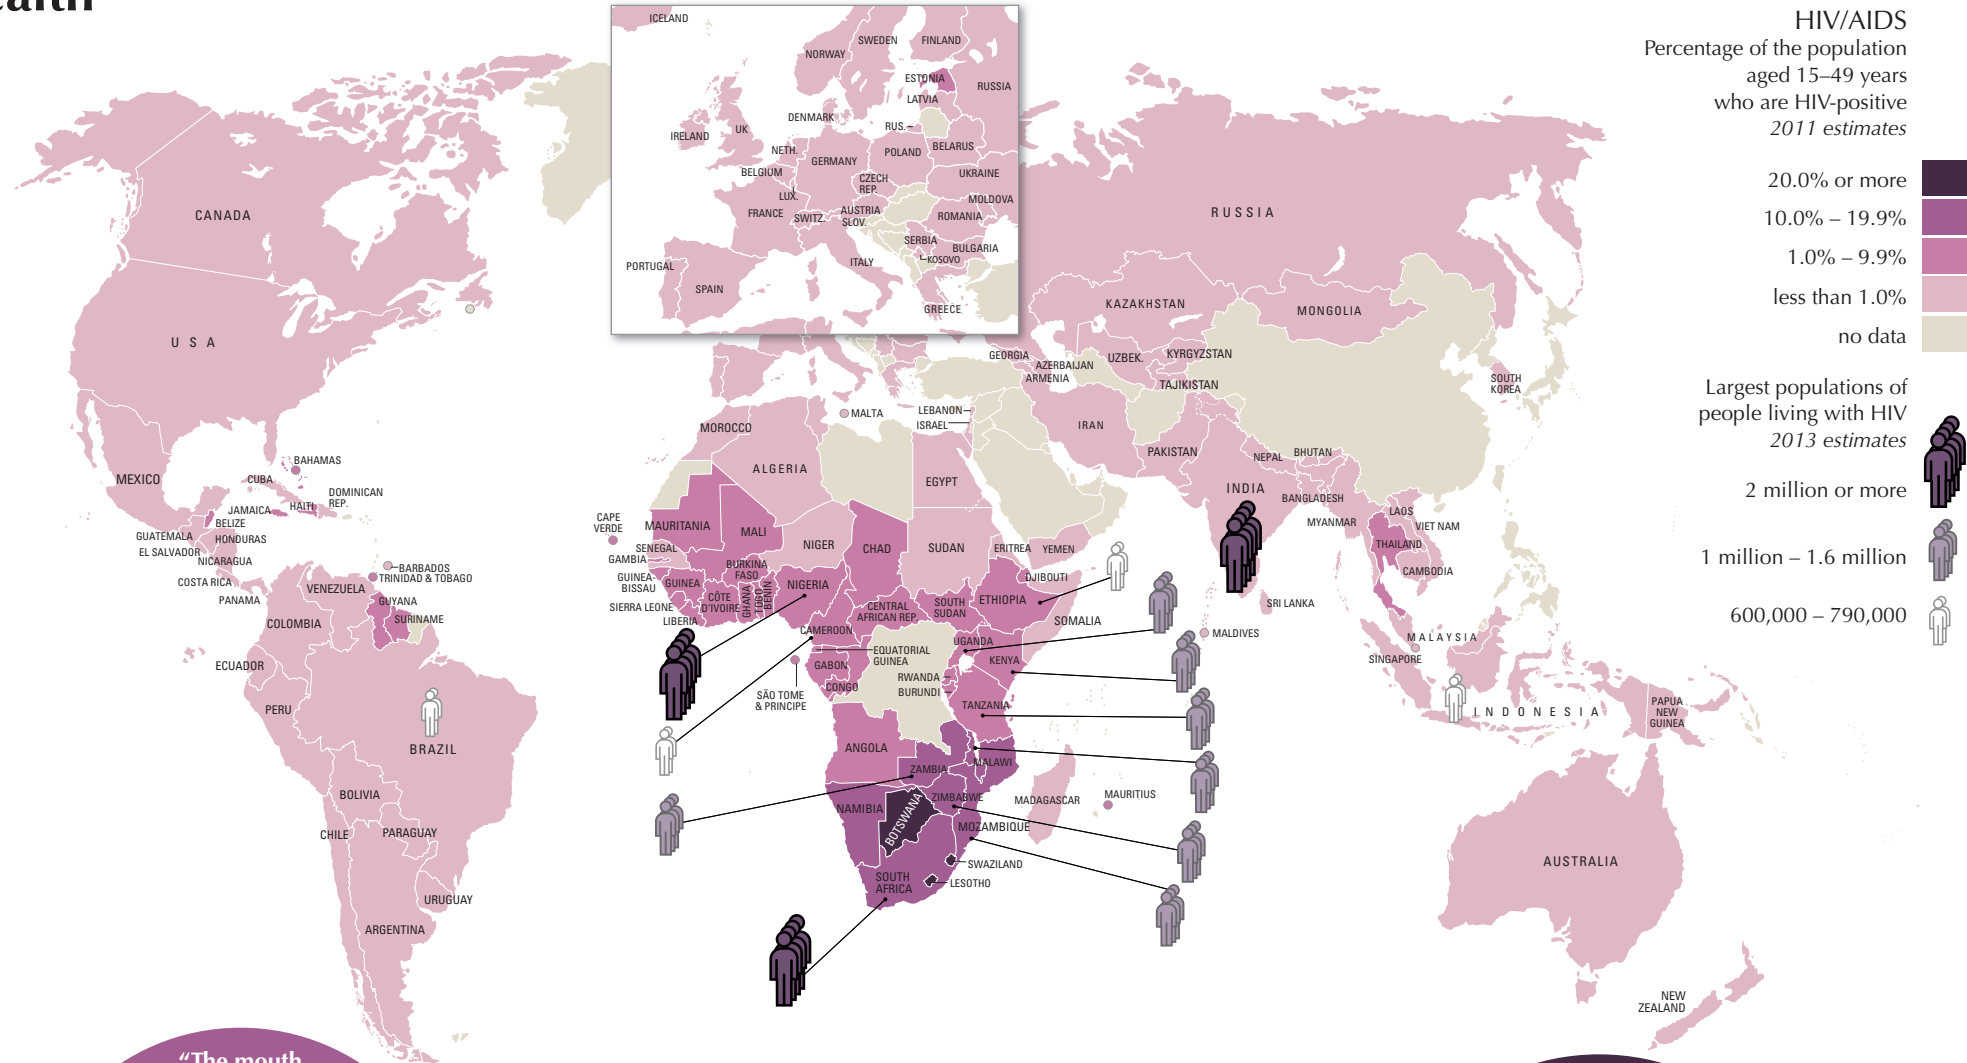 HIV/AIDS
Percentage of the population
aged 15–49 years
who are HIV-positive
2011 estimates
20.0% or more
10.0% – 19.9%
1.0% – 9.9%
less than 1.0%
no data
Largest populations of
people living with HIV
2013 estimates
2 million or more
1 million – 1.6 million
600,000 – 790,000
ICELAND
NORWAY
SWEDEN
FINLAND
ESTONIA
RUSSIA
LATVIA
DENMARK
RUS.
IRELAND
UK
NETH.
GERMANY
POLAND
BELARUS
BELGIUM
CZECH
REP.
UKRAINE
LUX.
MOLDOVA
FRANCE
SWITZ.
AUSTRIA
SLOV.
ROMANIA
SERBIA
BULGARIA
KOSOVO
ITALY
PORTUGAL
SPAIN
GREECE
CANADA
USA
MEXICO
BAHAMAS
CUBA
DOMINICAN
REP.
JAMAICA
HAITI
BELIZE
GUATEMALA
HONDURAS
EL SALVADOR
NICARAGUA
COSTA RICA
PANAMA
BARBADOS
TRINIDAD & TOBAGO
VENEZUELA
GUYANA
SURINAME
COLOMBIA
ECUADOR
PERU
BRAZIL
BOLIVIA
CHILE
PARAGUAY
URUGUAY
ARGENTINA
RUSSIA
KAZAKHSTAN
MONGOLIA
GEORGIA
AZERBAIJAN
ARMENIA
UZBEK.
KYRGYZSTAN
TAJIKISTAN
SOUTH
KOREA
MALTA
LEBANON
ISRAEL
MOROCCO
ALGERIA
EGYPT
IRAN
PAKISTAN
NEPAL
BHUTAN
INDIA
BANGLADESH
MYANMAR
LAOS
VIET NAM
THAILAND
CAMBODIA
SRI LANKA
MALDIVES
MALAYSIA
SINGAPORE
INDONESIA
PAPUA
NEW
GUINEA
AUSTRALIA
NEW
ZEALAND
CAPE
VERDE
MAURITANIA
MALI
NIGER
CHAD
SUDAN
ERITREA
YEMEN
DJIBOUTI
SENEGAL
GAMBIA
GUINEA-
BISSAU
GUINEA
SIERRA LEONE
LIBERIA
CÔTE
D'IVOIRE
BURKINA
FASO
GHANA
TOGO
BENIN
NIGERIA
CENTRAL
AFRICAN REP.
SOUTH
SUDAN
ETHIOPIA
SOMALIA
CAMEROON
EQUATORIAL
GUINEA
GABON
CONGO
SÃO TOME
& PRINCIPE
UGANDA
KENYA
RWANDA
BURUNDI
TANZANIA
ANGOLA
ZAMBIA
MALAWI
NAMIBIA
BOTSWANA
ZIMBABWE
MOZAMBIQUE
MADAGASCAR
MAURITIUS
SWAZILAND
LESOTHO
SOUTH
AFRICA
“The mouth